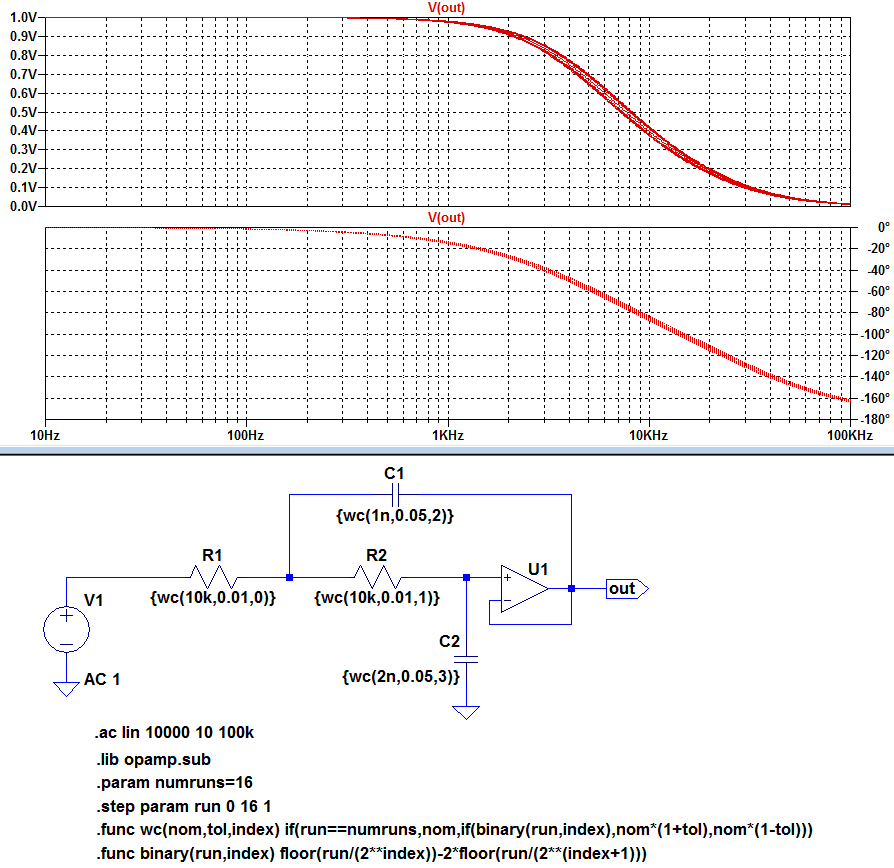 V(out)
1.0V
0.9V
0.8V
0.7V
0.6V
0.5V
0.4V
0.3V
0.2V
0.1V
0.0V
V(out)
0°
-20°
-40°
-60°
-80°
-100°
-120°
-140°
-160°
-180°
10Hz 100Hz 1KHz 10KHz 100KHz
C1
{wc(1n,0.05,2)}
R1 R2
U1
{wc(10k,0.01,0)} {wc(10k,0.01,1)}
out
V1
C2
{wc(2n,0.05,3)}
AC 1
.ac lin 10000 10 100k
.lib opamp.sub
.param numruns=16
.step param run 0 16 1
.func wc(nom,tol,index) if(run==numruns,nom,if(binary(run,index),nom*(1+tol),nom*(1-tol)))
.func binary(run,index) floor(run/(2**index))-2*floor(run/(2**(index+1)))